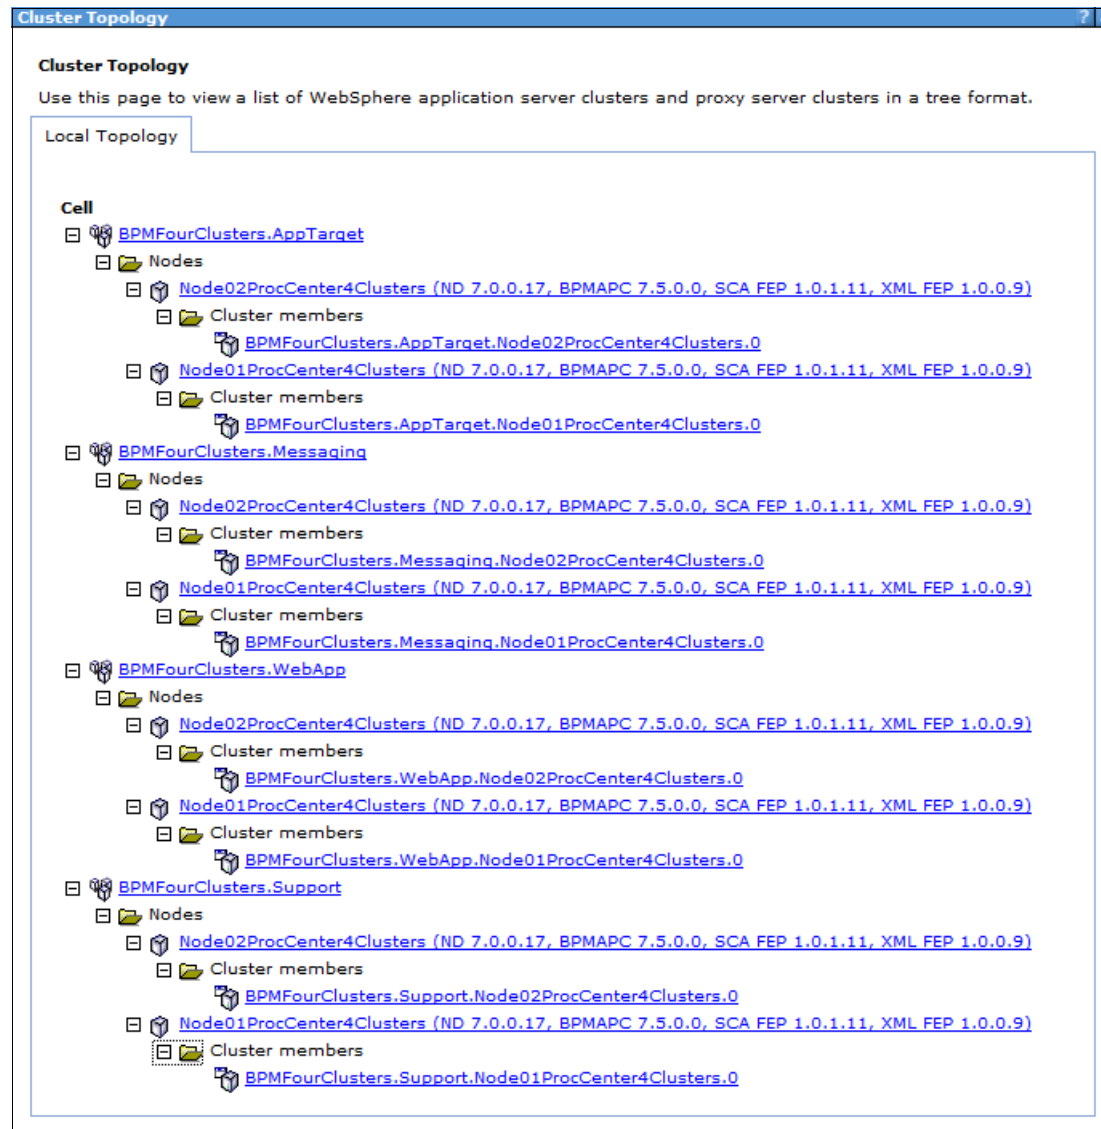 Cluster Topology ?
Cluster Topology
Use this page to view a list of WebSphere application server clusters and proxy server clusters in a tree format.
Local Topology
Cell
BPMFourClusters.AppTarget
Nodes
Node02ProcCenter4Clusters (ND 7.0.0.17, BPMAPC 7.5.0.0, SCA FEP 1.0.1.11, XML FEP 1.0.0.9)
Cluster members
BPMFourClusters.AppTarget.Node02ProcCenter4Clusters.0
Node01ProcCenter4Clusters (ND 7.0.0.17, BPMAPC 7.5.0.0, SCA FEP 1.0.1.11, XML FEP 1.0.0.9)
Cluster members
BPMFourClusters.AppTarget.Node01ProcCenter4Clusters.0
BPMFourClusters.Messaging
Nodes
Node02ProcCenter4Clusters (ND 7.0.0.17, BPMAPC 7.5.0.0, SCA FEP 1.0.1.11, XML FEP 1.0.0.9)
Cluster members
BPMFourClusters.Messaging.Node02ProcCenter4Clusters.0
Node01ProcCenter4Clusters (ND 7.0.0.17, BPMAPC 7.5.0.0, SCA FEP 1.0.1.11, XML FEP 1.0.0.9)
Cluster members
BPMFourClusters.Messaging.Node01ProcCenter4Clusters.0
BPMFourClusters.WebApp
Nodes
Node02ProcCenter4Clusters (ND 7.0.0.17, BPMAPC 7.5.0.0, SCA FEP 1.0.1.11, XML FEP 1.0.0.9)
Cluster members
BPMFourClusters.WebApp.Node02ProcCenter4Clusters.0
Node01ProcCenter4Clusters (ND 7.0.0.17, BPMAPC 7.5.0.0, SCA FEP 1.0.1.11, XML FEP 1.0.0.9)
Cluster members
BPMFourClusters.WebApp.Node01ProcCenter4Clusters.0
BPMFourClusters.Support
Nodes
Node02ProcCenter4Clusters (ND 7.0.0.17, BPMAPC 7.5.0.0, SCA FEP 1.0.1.11, XML FEP 1.0.0.9)
Cluster members
BPMFourClusters.Support.Node02ProcCenter4Clusters.0
Node01ProcCenter4Clusters (ND 7.0.0.17, BPMAPC 7.5.0.0, SCA FEP 1.0.1.11, XML FEP 1.0.0.9)
Cluster members
BPMFourClusters.Support.Node01ProcCenter4Clusters.0